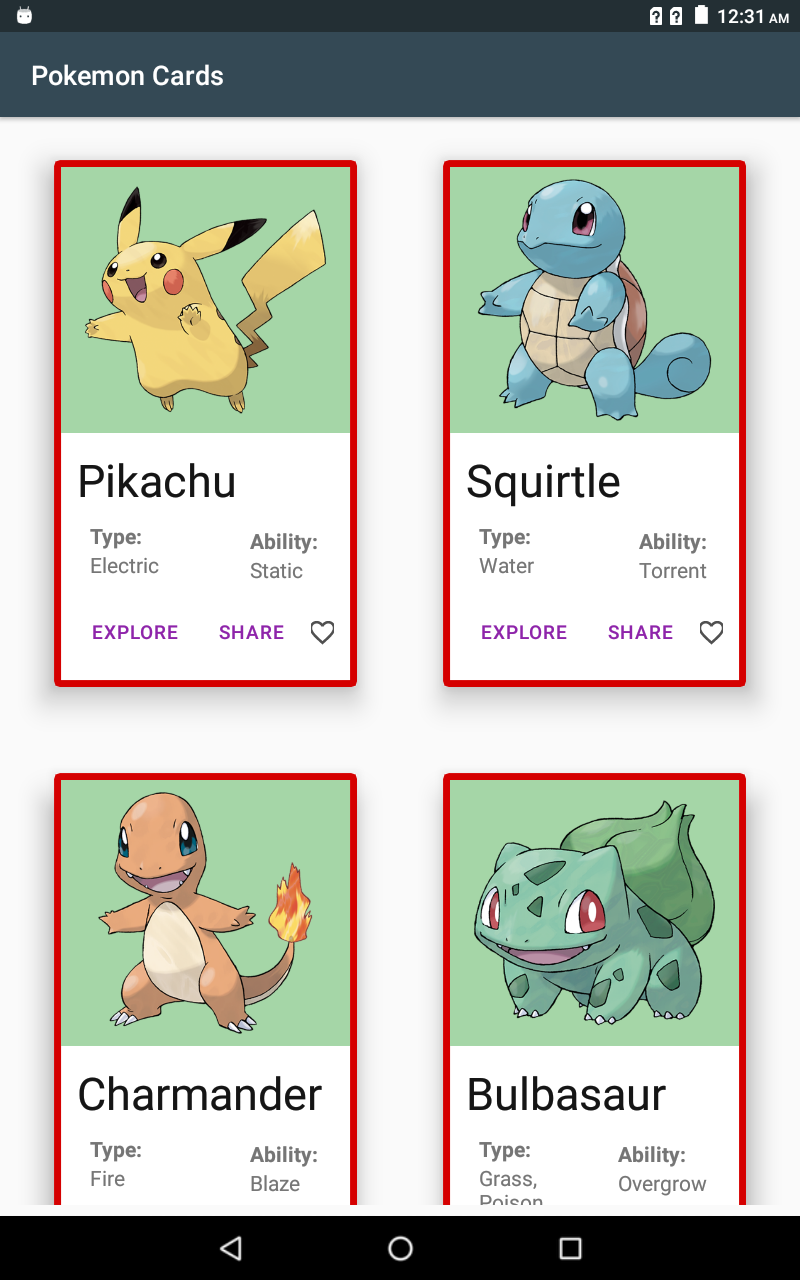 12:31 AM
Pokemon Cards
Pikachu
Type:
Electric
Ability:
Static
EXPLORE SHARE
Squirtle
Type:
Water
Ability:
Torrent
EXPLORE SHARE
Charmander
Type:
Fire
Ability:
Blaze
Bulbasaur
Type:
Grass,
Poison
Ability:
Overgrow